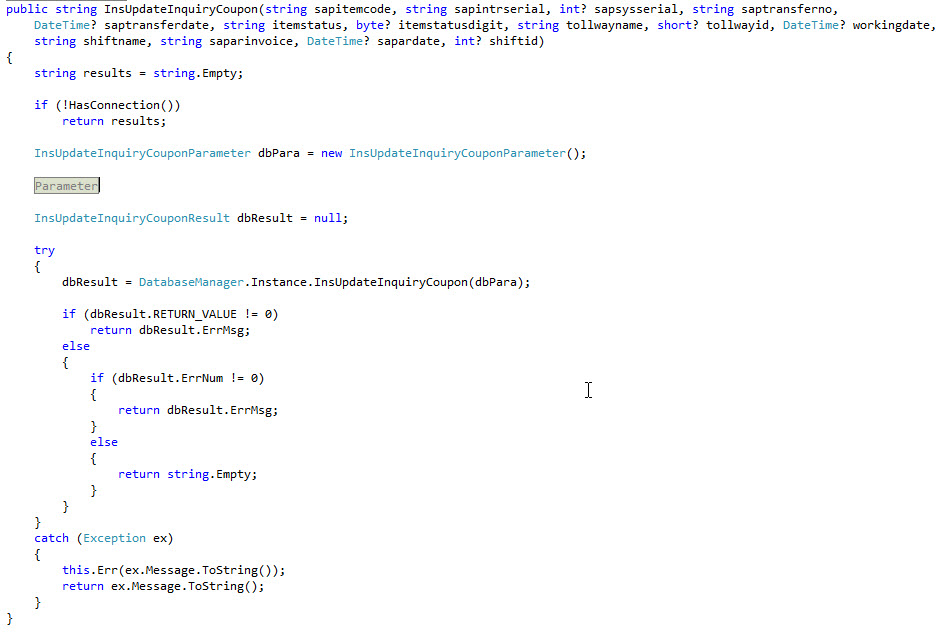 public string InsUpdateInquiryCoupon(string sapitemcode, string sapintrserial, int? sapsysserial, string saptransferno,
    DateTime? saptransferdate, string itemstatus, byte? itemstatusdigit, string tollwayname, short? tollwayid, DateTime? workingdate,
    string shiftname, string saparinvoice, DateTime? sapardate, int? shiftid)
{
    string results = string.Empty;
    if (!HasConnection())
        return results;
    InsUpdateInquiryCouponParameter dbPara = new InsUpdateInquiryCouponParameter();
    Parameter
    InsUpdateInquiryCouponResult dbResult = null;
    try
    {
        dbResult = DatabaseManager.Instance.InsUpdateInquiryCoupon(dbPara);
        if (dbResult.RETURN_VALUE != 0)
            return dbResult.ErrMsg;
        else
        {
            if (dbResult.ErrNum != 0)
            {
                return dbResult.ErrMsg;
            }
            else
            {
                return string.Empty;
            }
        }
    }
    catch (Exception ex)
    {
        this.Err(ex.Message.ToString());
        return ex.Message.ToString();
    }
}